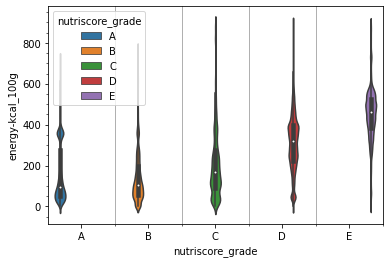 nutriscore_grade
A
B
C
D
E
energy-kcal_100g
800
600
400
200
0
A B C D E
nutriscore_grade